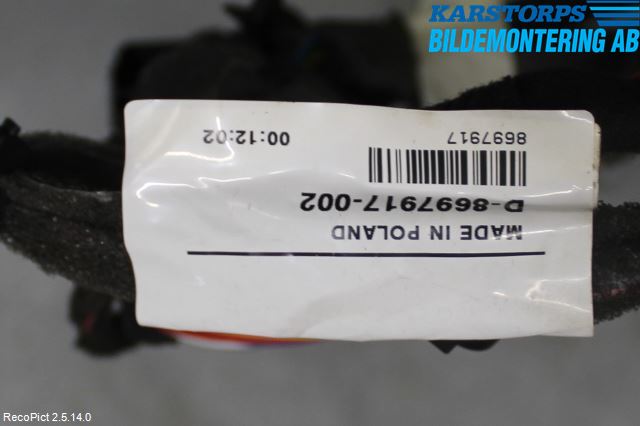 KARSTORPS
BILDEMONTERING AB
MADE IN POLAND
D-8697917-002
8697917
00:12:02
RecoPict 2.5.14.0